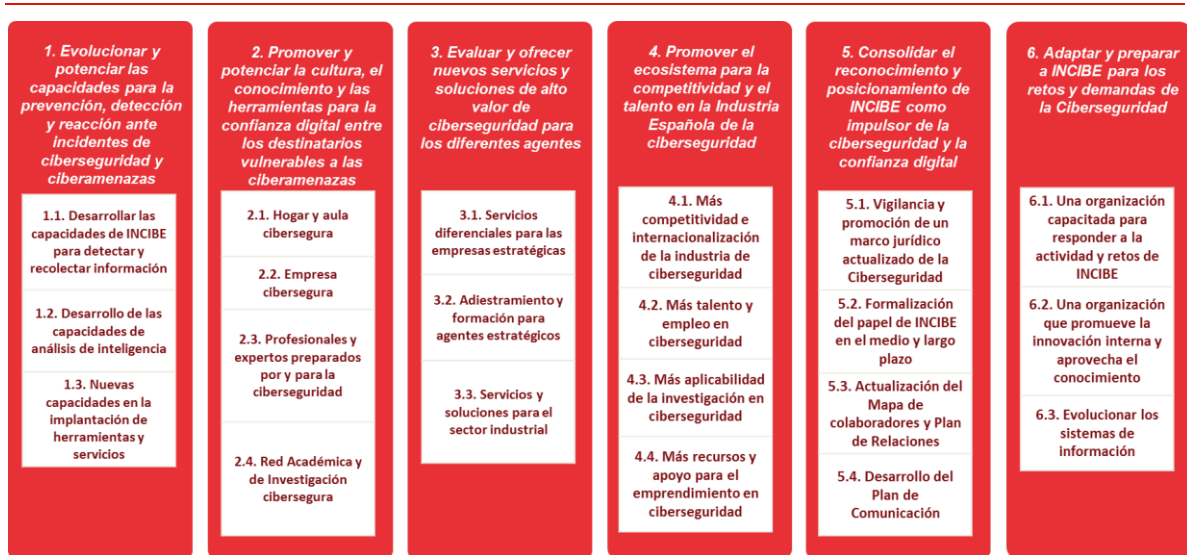 1. Evolucionar y
potenciar las
capacidades para la
prevención, detección
y reacción ante
incidentes de
ciberseguridad y
ciberamenazas
1.1. Desarrollar las
capacidades de INCIBE
para detectar y
recolectar información
1.2. Desarrollo de las
capacidades de
análisis de inteligencia
1.3. Nuevas
capacidades en la
implantación de
herramientas y
servicios
2. Promover y
potenciar la cultura, el
conocimiento y las
herramientas para la
confianza digital entre
los destinatarios
vulnerables a las
ciberamenazas
2.1. Hogar y aula
cibersegura
2.2. Empresa
cibersegura
2.3. Profesionales y
expertos preparados
por y para la
ciberseguridad
2.4. Red Académica y
de Investigación
cibersegura
3. Evaluar y ofrecer
nuevos servicios y
soluciones de alto
valor de
ciberseguridad para
los diferentes agentes
3.1. Servicios
diferenciales para las
empresas estratégicas
3.2. Adiestramiento y
formación para
agentes estratégicos
3.3. Servicios y
soluciones para el
sector industrial
4. Promover el
ecosistema para la
competitividad y el
talento en la Industria
Española de la
ciberseguridad
4.1. Más
competitividad e
internacionalización
de la industria de
ciberseguridad
4.2. Más talento y
empleo en
ciberseguridad
4.3. Más aplicabilidad
de la investigación en
ciberseguridad
4.4. Más recursos y
apoyo para el
emprendimiento en
ciberseguridad
5. Consolidar el
reconocimiento y
posicionamiento de
INCIBE como
impulsor de la
ciberseguridad y la
confianza digital
5.1. Vigilancia y
promoción de un
marco jurídico
actualizado de la
Ciberseguridad
5.2. Formalización
del papel de INCIBE
en el medio y largo
plazo
5.3. Actualización del
Mapa de
colaboradores y Plan
de Relaciones
5.4. Desarrollo del
Plan de
Comunicación
6. Adaptar y preparar
a INCIBE para los
retos y demandas de
la Ciberseguridad
6.1. Una organización
capacitada para
responder a la
actividad y retos de
INCIBE
6.2. Una organización
que promueve la
innovación interna y
aprovecha el
conocimiento
6.3. Evolucionar los
sistemas de
información